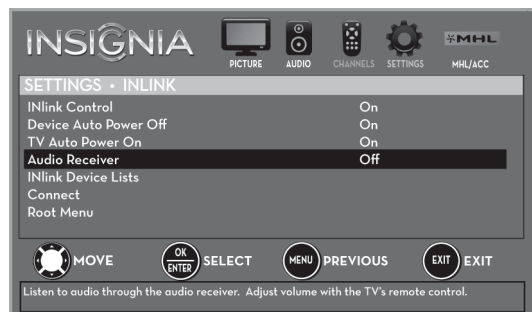 INSIGNIA
PICTURE AUDIO CHANNELS SETTINGS MHL MHL/ACC
SETTINGS • INLINK
INlink Control On
Device Auto Power Off On
TV Auto Power On On
Audio Receiver Off
INlink Device Lists
Connect
Root Menu
MOVE OK ENTER SELECT MENU PREVIOUS EXIT EXIT
Listen to audio through the audio receiver. Adjust volume with the TV's remote control.